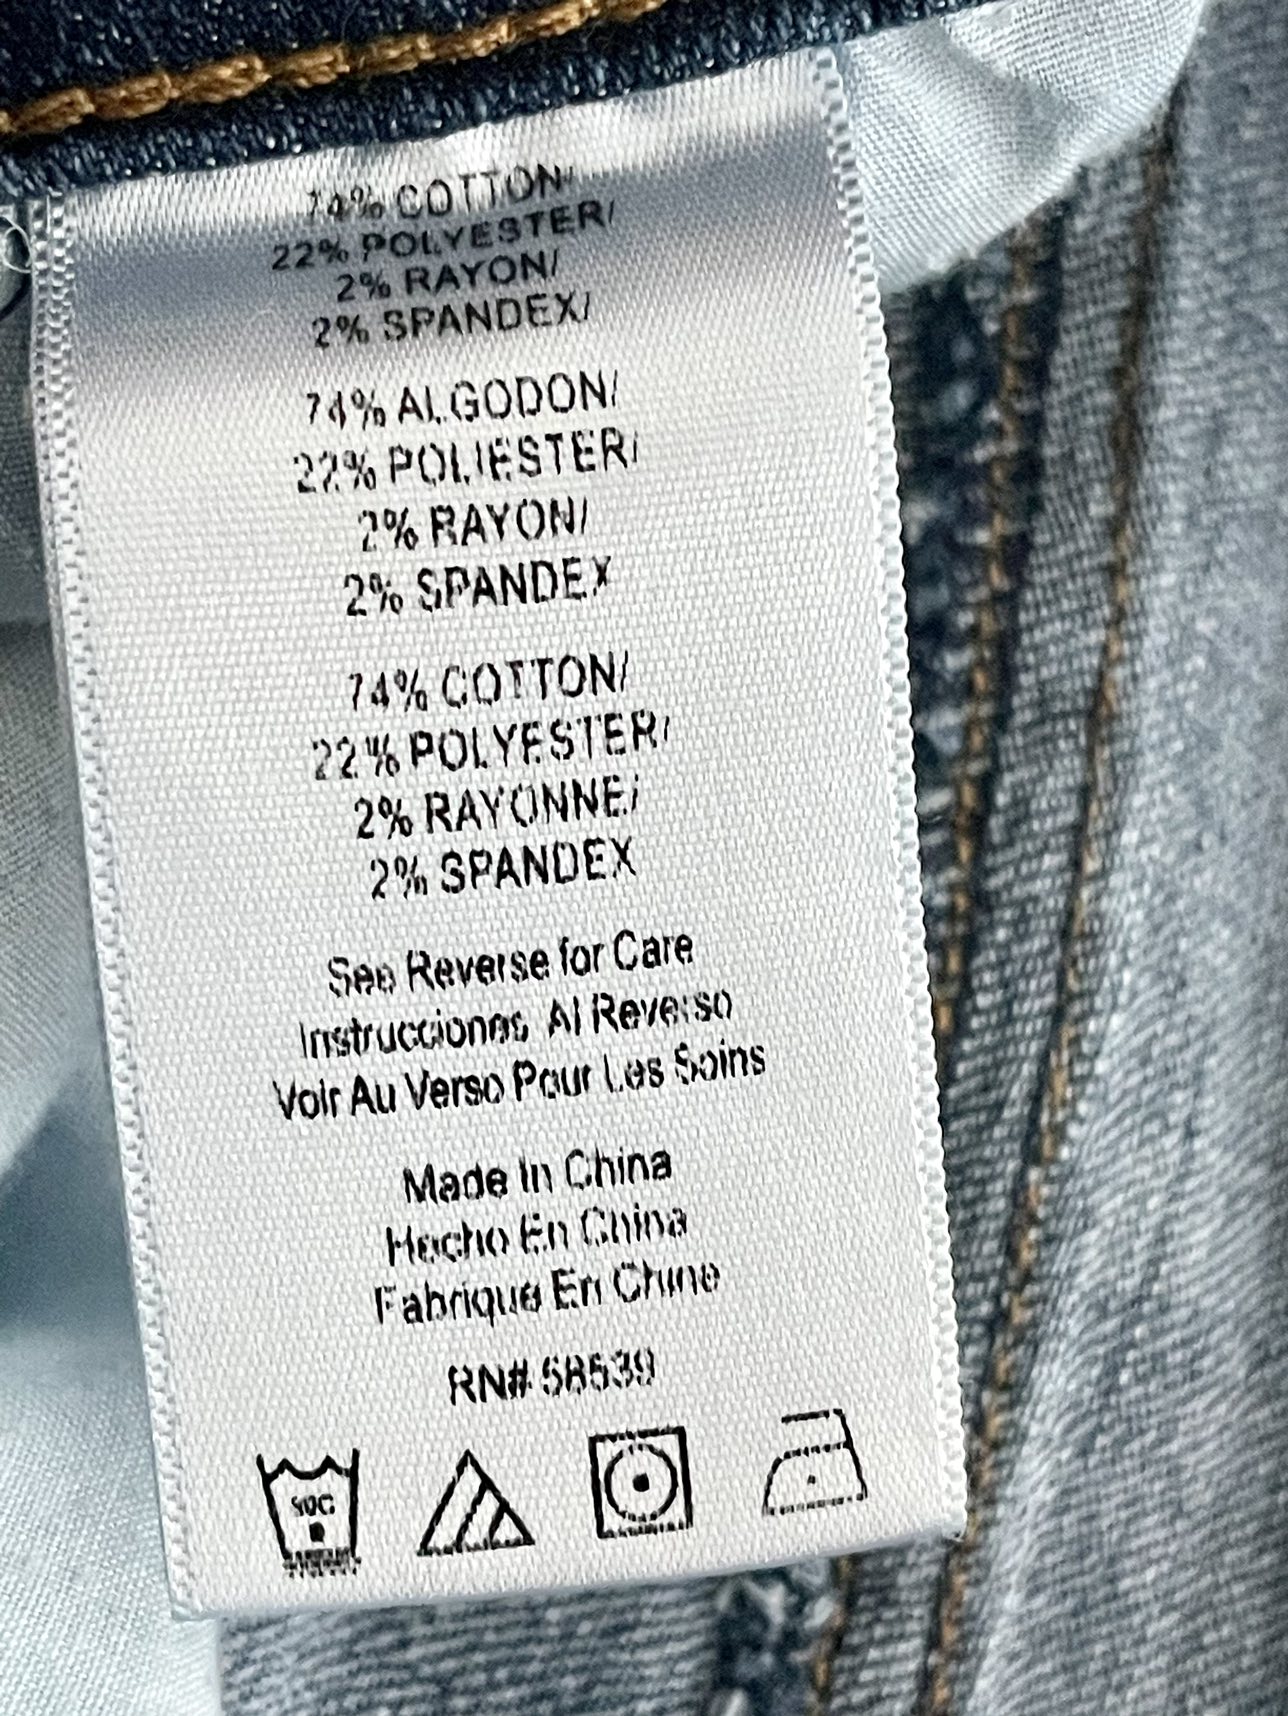 74% COTTON/
22% POLYESTER/
2% RAYON/
2% SPANDEX/
74% ALGODON/
22% POLIESTER/
2% RAYON/
2% SPANDEX
74% COTTON/
22% POLYESTER/
2% RAYONNE/
2% SPANDEX
See Reverse for Care
Instrucciones Al Reverso
Voir Au Verso Pour Les Soins
Made In China
Hecho En China
Fabrique En Chine
RN# 58539